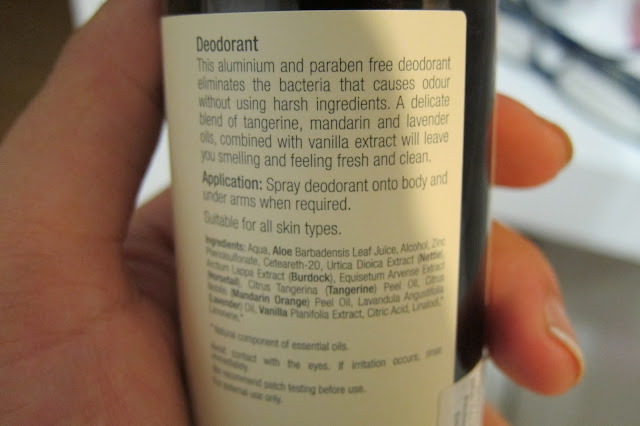 Deodorant
This aluminium and paraben free deodorant
eliminates the bacteria that causes odour
without using harsh ingredients. A delicate
blend of tangerine, mandarin and lavender
oils, combined with vanilla extract will leave
you smelling and feeling fresh and clean.
Application: Spray deodorant onto body and
under arms when required.
Suitable for all skin types.
Ingredients: Aqua, Aloe Barbadensis Leaf Juice, Alcohol, Zinc
Ceteareth-20, Urtica Dioica Extract (Nettle),
Arctium Lappa Extract (Burdock), Equisetum Arvense Extract
(Horsetail), Citrus Tangerina (Tangerine) Peel Oil, Citrus
Nobilis (Mandarin Orange) Peel Oil, Lavandula Angustifolia
(Lavender) Oil, Vanilla Planifolia Extract, Citric Acid, Linalool,*
Limonene.*
* Natural component of essential oils.
Avoid contact with the eyes. If irritation occurs, rinse
immediately.
We recommend patch testing before use.
For external use only.